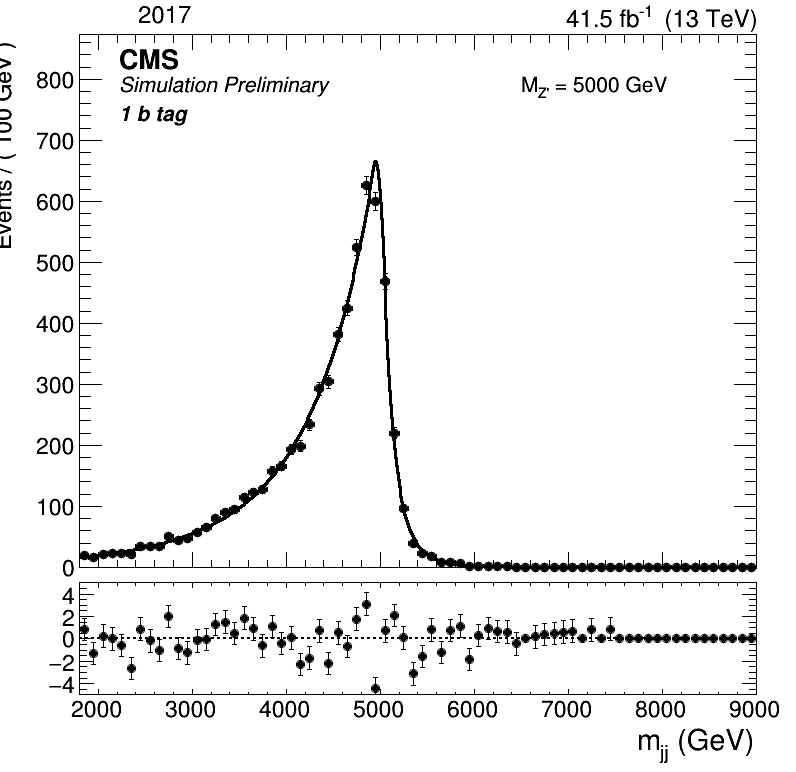 2017
41.5 fb⁻¹ (13 TeV)
CMS
Simulation Preliminary
1 b tag
M_Z' = 5000 GeV
Events / ( 100 GeV )
800
700
600
500
400
300
200
100
0
4
2
0
−2
−4
2000 3000 4000 5000 6000 7000 8000 9000
m_jj (GeV)